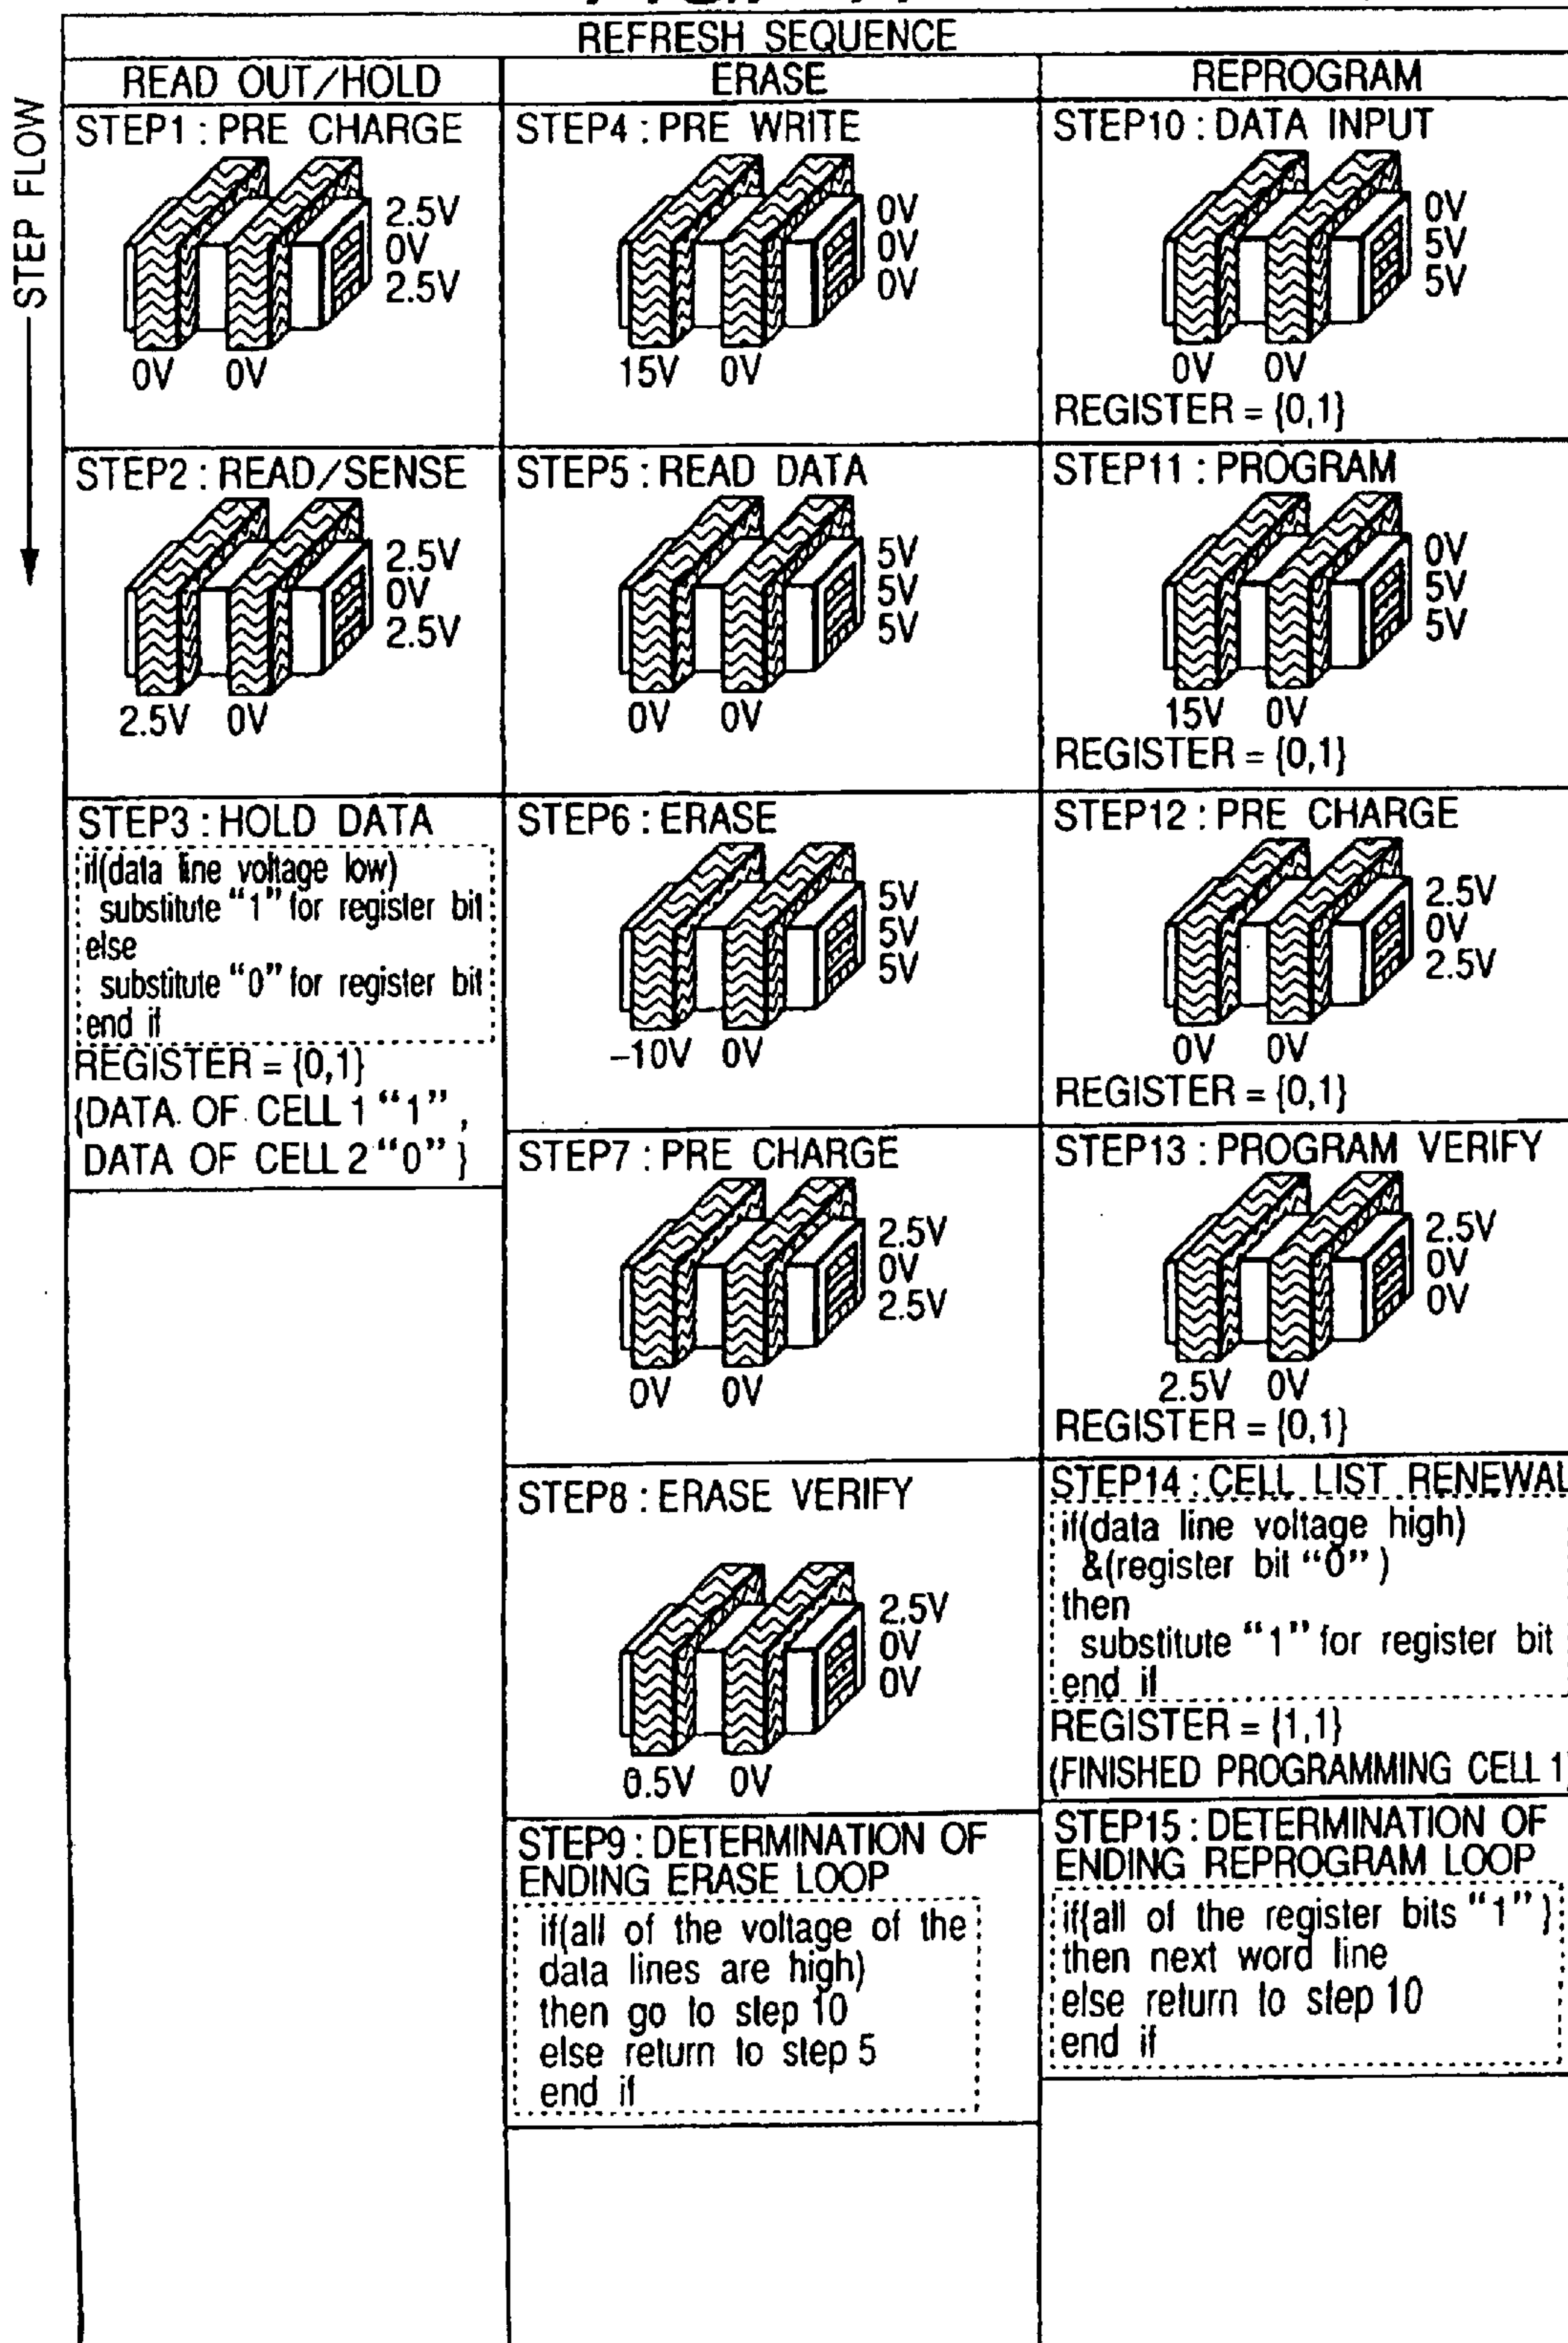 REFRESH SEQUENCE
STEP FLOW
READ OUT/HOLD
STEP1 : PRE CHARGE
2.5V
0V
2.5V
0V 0V
STEP2 : READ/SENSE
2.5V
0V
2.5V
2.5V 0V
STEP3 : HOLD DATA
if(data line voltage low)
substitute “1” for register bit
else
substitute “0” for register bit
end if
REGISTER = {0,1}
{DATA OF CELL 1 “1” ,
DATA OF CELL 2 “0” }
ERASE
STEP4 : PRE WRITE
0V
0V
0V
15V 0V
STEP5 : READ DATA
5V
5V
5V
0V 0V
STEP6 : ERASE
5V
5V
5V
–10V 0V
STEP7 : PRE CHARGE
2.5V
0V
2.5V
0V 0V
STEP8 : ERASE VERIFY
2.5V
0V
0V
0.5V 0V
STEP9 : DETERMINATION OF
ENDING ERASE LOOP
if(all of the voltage of the
data lines are high)
then go to step 10
else return to step 5
end if
REPROGRAM
STEP10 : DATA INPUT
0V
5V
5V
0V 0V
REGISTER = {0,1}
STEP11 : PROGRAM
0V
5V
5V
15V 0V
REGISTER = {0,1}
STEP12 : PRE CHARGE
2.5V
0V
2.5V
0V 0V
REGISTER = {0,1}
STEP13 : PROGRAM VERIFY
2.5V
0V
0V
2.5V 0V
REGISTER = {0,1}
STEP14 : CELL LIST RENEWAL
if(data line voltage high)
&(register bit “0” )
then
substitute “1” for register bit
end if
REGISTER = {1,1}
(FINISHED PROGRAMMING CELL 1)
STEP15 : DETERMINATION OF
ENDING REPROGRAM LOOP
if(all of the register bits “1” )
then next word line
else return to step 10
end if